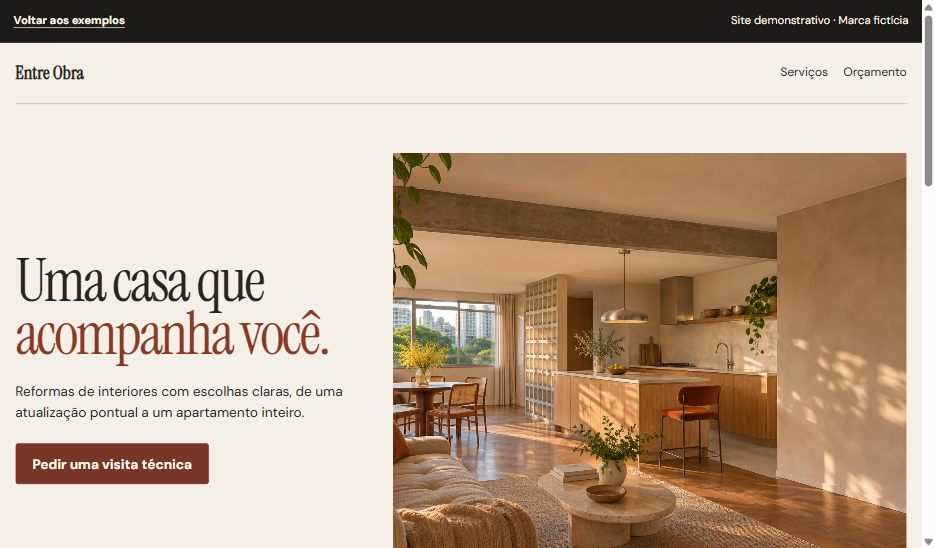 Voltar aos exemplos
Site demonstrativo · Marca fictícia
Entre Obra
Serviços
Orçamento
Uma casa que
acompanha você.
Reformas de interiores com escolhas claras, de uma
atualização pontual a um apartamento inteiro.
Pedir uma visita técnica